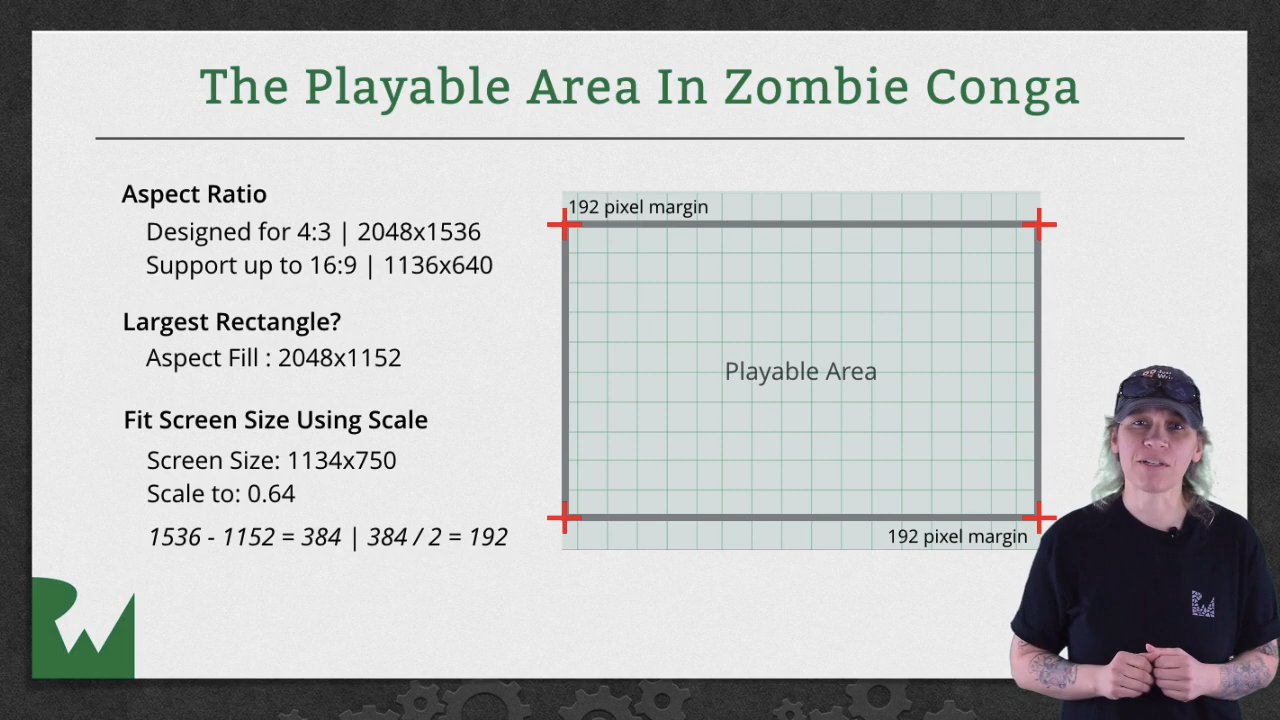 The Playable Area In Zombie Conga
Aspect Ratio
Designed for 4:3 | 2048x1536
Support up to 16:9 | 1136x640
Largest Rectangle?
Aspect Fill : 2048x1152
Fit Screen Size Using Scale
Screen Size: 1134x750
Scale to: 0.64
1536 - 1152 = 384 | 384 / 2 = 192
192 pixel margin
Playable Area
192 pixel margin
RW
RW